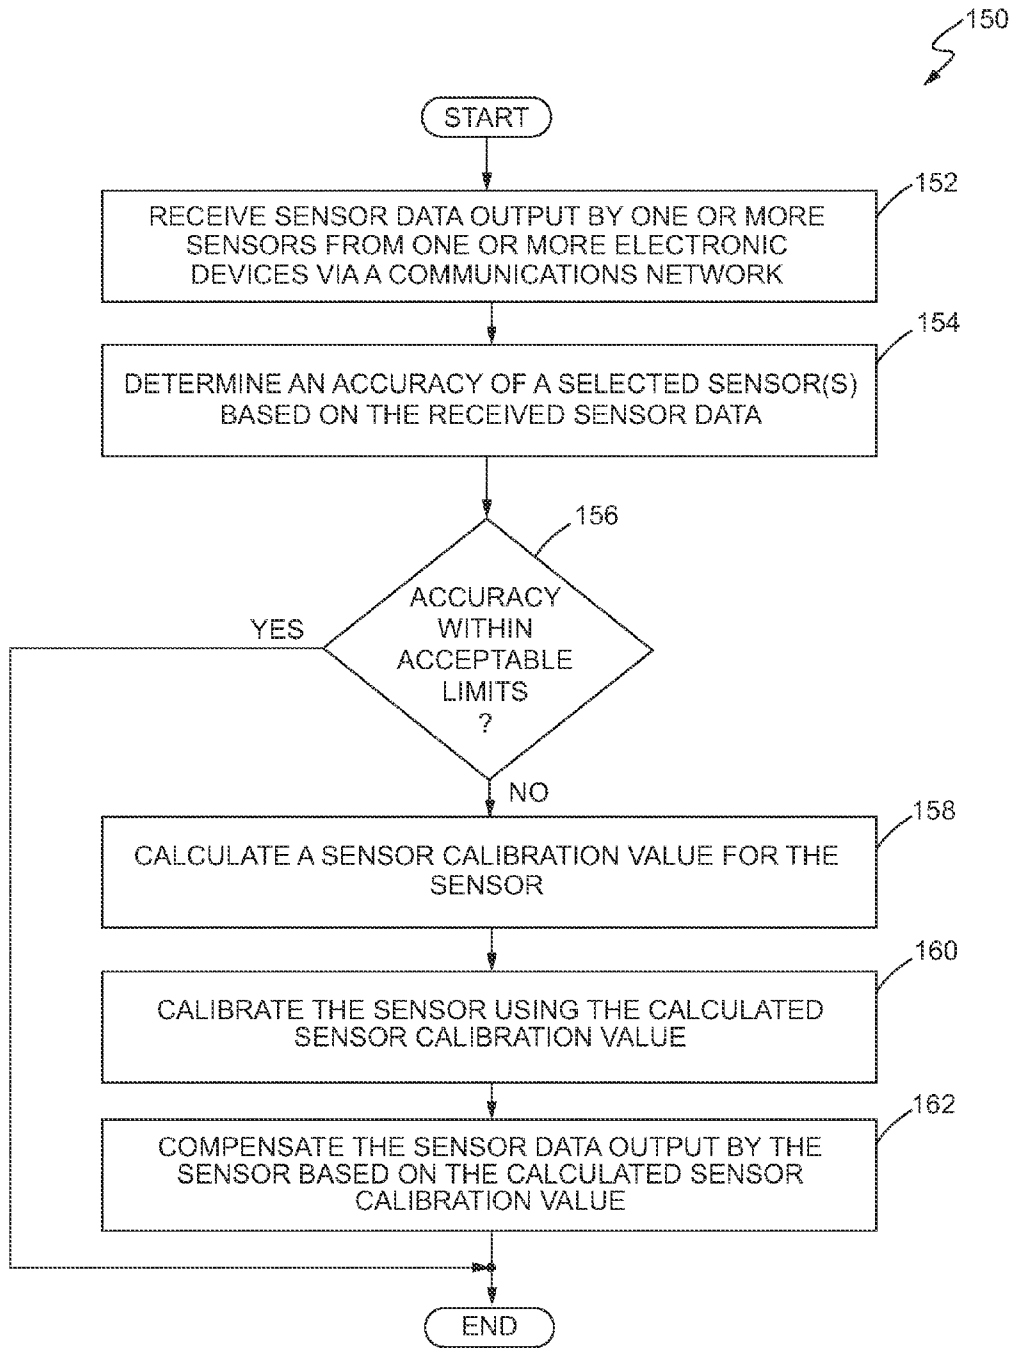 150
START
152
RECEIVE SENSOR DATA OUTPUT BY ONE OR MORE
SENSORS FROM ONE OR MORE ELECTRONIC
DEVICES VIA A COMMUNICATIONS NETWORK
154
DETERMINE AN ACCURACY OF A SELECTED SENSOR(S)
BASED ON THE RECEIVED SENSOR DATA
156
ACCURACY
WITHIN
ACCEPTABLE
LIMITS
?
YES
NO
158
CALCULATE A SENSOR CALIBRATION VALUE FOR THE
SENSOR
160
CALIBRATE THE SENSOR USING THE CALCULATED
SENSOR CALIBRATION VALUE
162
COMPENSATE THE SENSOR DATA OUTPUT BY THE
SENSOR BASED ON THE CALCULATED SENSOR
CALIBRATION VALUE
END